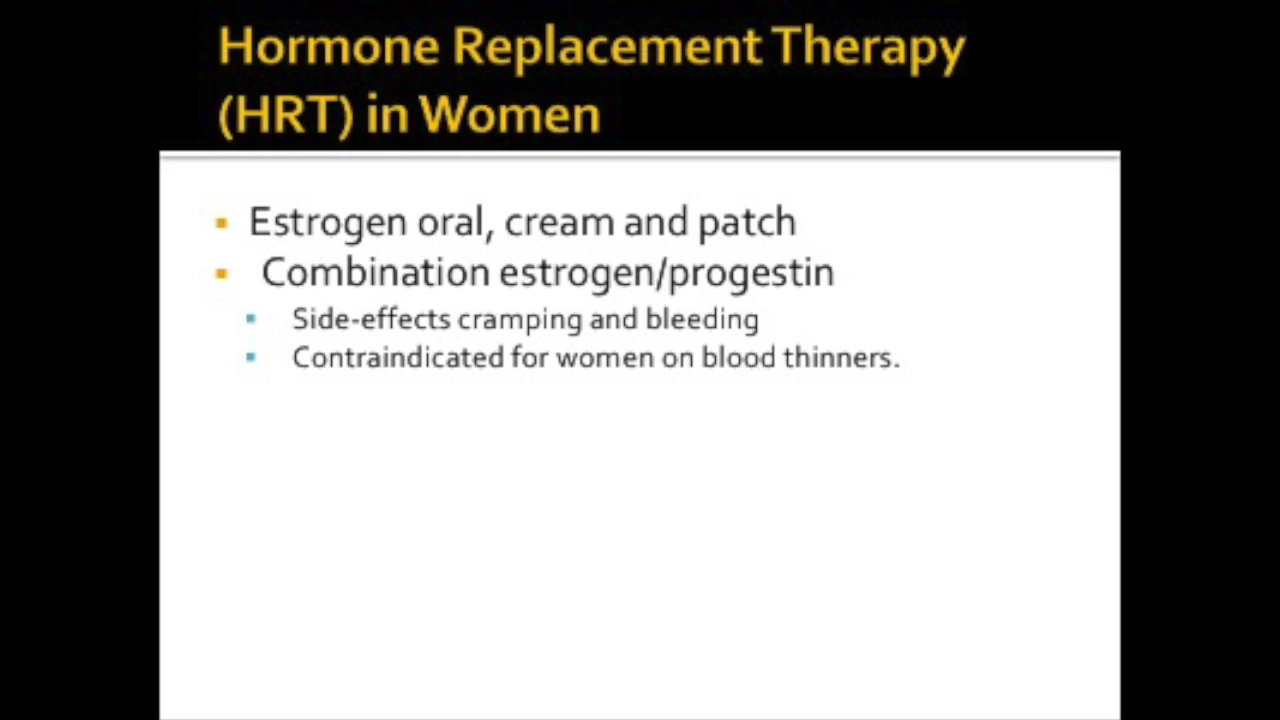 Hormone Replacement Therapy
(HRT) in Women
Estrogen oral, cream and patch
Combination estrogen/progestin
Side-effects cramping and bleeding
Contraindicated for women on blood thinners.